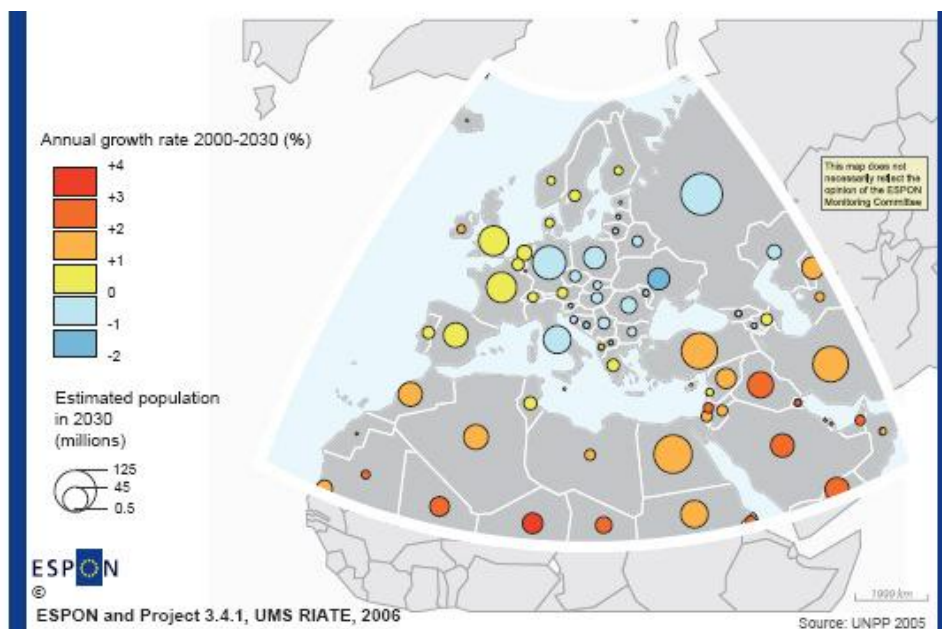 Annual growth rate 2000-2030 (%)
+4
+3
+2
+1
0
-1
-2
Estimated population
in 2030
(millions)
125
45
0.5
This map does not
necessarily reflect the
opinion of the ESPON
Monitoring Committee
ESPON
©
ESPON and Project 3.4.1, UMS RIATE, 2006
Source: UNPP 2005